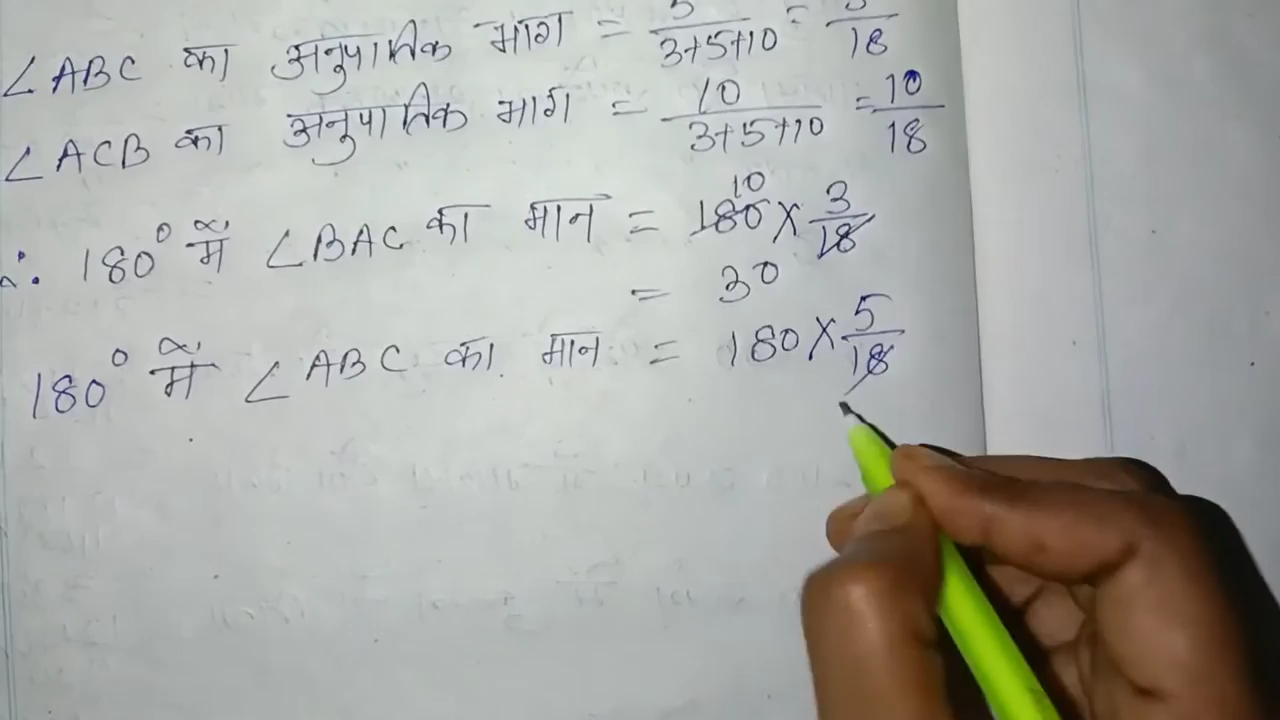 ∠ABC का अनुपातिक भाग = 5/3+5+10 = 5/18
∠ACB का अनुपातिक भाग = 10/3+5+10 = 10/18
∴ 180° में ∠BAC का मान = 180 × 3/18 10
= 30
180° में ∠ABC का मान = 180 × 5/18